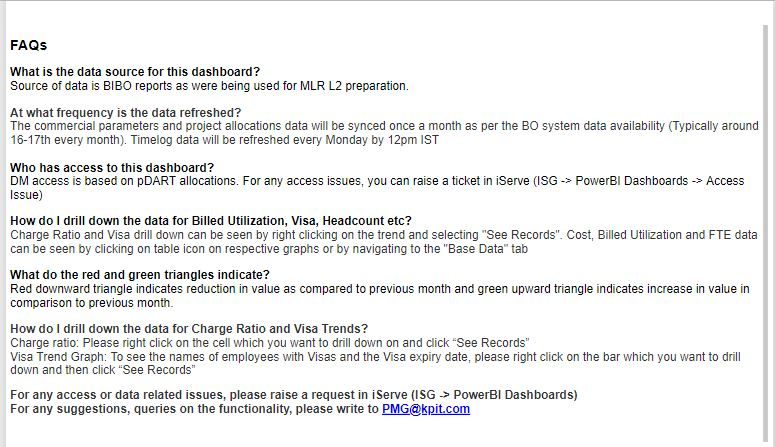 FAQs
What is the data source for this dashboard?
Source of data is BIBO reports as were being used for MLR L2 preparation.
At what frequency is the data refreshed?
The commercial parameters and project allocations data will be synced once a month as per the BO system data availability (Typically around
16-17th every month). Timelog data will be refreshed every Monday by 12pm IST
Who has access to this dashboard?
DM access is based on pDART allocations. For any access issues, you can raise a ticket in iServe (ISG -> PowerBI Dashboards -> Access
Issue)
How do I drill down the data for Billed Utilization, Visa, Headcount etc?
Charge Ratio and Visa drill down can be seen by right clicking on the trend and selecting "See Records". Cost, Billed Utilization and FTE data
can be seen by clicking on table icon on respective graphs or by navigating to the "Base Data" tab
What do the red and green triangles indicate?
Red downward triangle indicates reduction in value as compared to previous month and green upward triangle indicates increase in value in
comparison to previous month.
How do I drill down the data for Charge Ratio and Visa Trends?
Charge ratio: Please right click on the cell which you want to drill down on and click “See Records”
Visa Trend Graph: To see the names of employees with Visas and the Visa expiry date, please right click on the bar which you want to drill
down and then click “See Records”
For any access or data related issues, please raise a request in iServe (ISG -> PowerBI Dashboards)
For any suggestions, queries on the functionality, please write to PMG@kpit.com